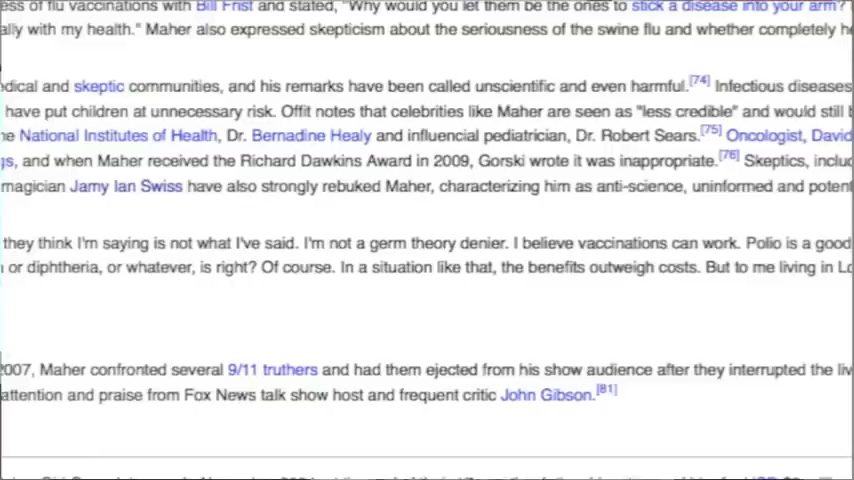 ess of flu vaccinations with Bill Frist and stated, "Why would you let them be the ones to stick a disease into your arm?
ally with my health." Maher also expressed skepticism about the seriousness of the swine flu and whether completely he
dical and skeptic communities, and his remarks have been called unscientific and even harmful.[74] Infectious diseases
have put children at unnecessary risk. Offit notes that celebrities like Maher are seen as "less credible" and would still
National Institutes of Health, Dr. Bernadine Healy and influential pediatrician, Dr. Robert Sears.[75] Oncologist, David
gs, and when Maher received the Richard Dawkins Award in 2009, Gorski wrote it was inappropriate.[76] Skeptics, includ
magician Jamy Ian Swiss have also strongly rebuked Maher, characterizing him as anti-science, uninformed and potent
they think I'm saying is not what I've said. I'm not a germ theory denier. I believe vaccinations can work. Polio is a good
or diphtheria, or whatever, is right? Of course. In a situation like that, the benefits outweigh costs. But to me living in Lo
2007, Maher confronted several 9/11 truthers and had them ejected from his show audience after they interrupted the liv
attention and praise from Fox News talk show host and frequent critic John Gibson.[81]